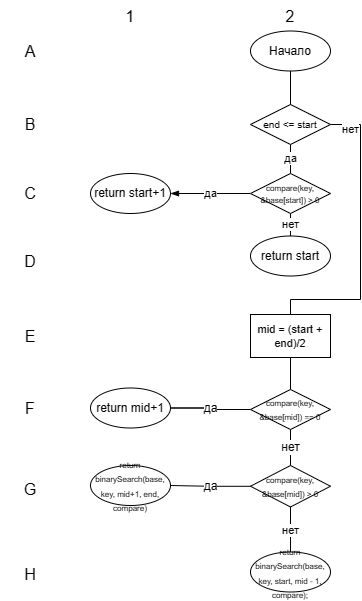 1 2
A Начало
B end <= start
нет
да
C return start+1 да compare(key,
&base[start]) > 0
нет
D return start
E mid = (start +
end)/2
F return mid+1 да compare(key,
&base[mid]) == 0
нет
G return
binarySearch(base,
key, mid+1, end,
compare)
да
compare(key,
&base[mid]) > 0
нет
H return
binarySearch(base,
key, start, mid - 1,
compare);